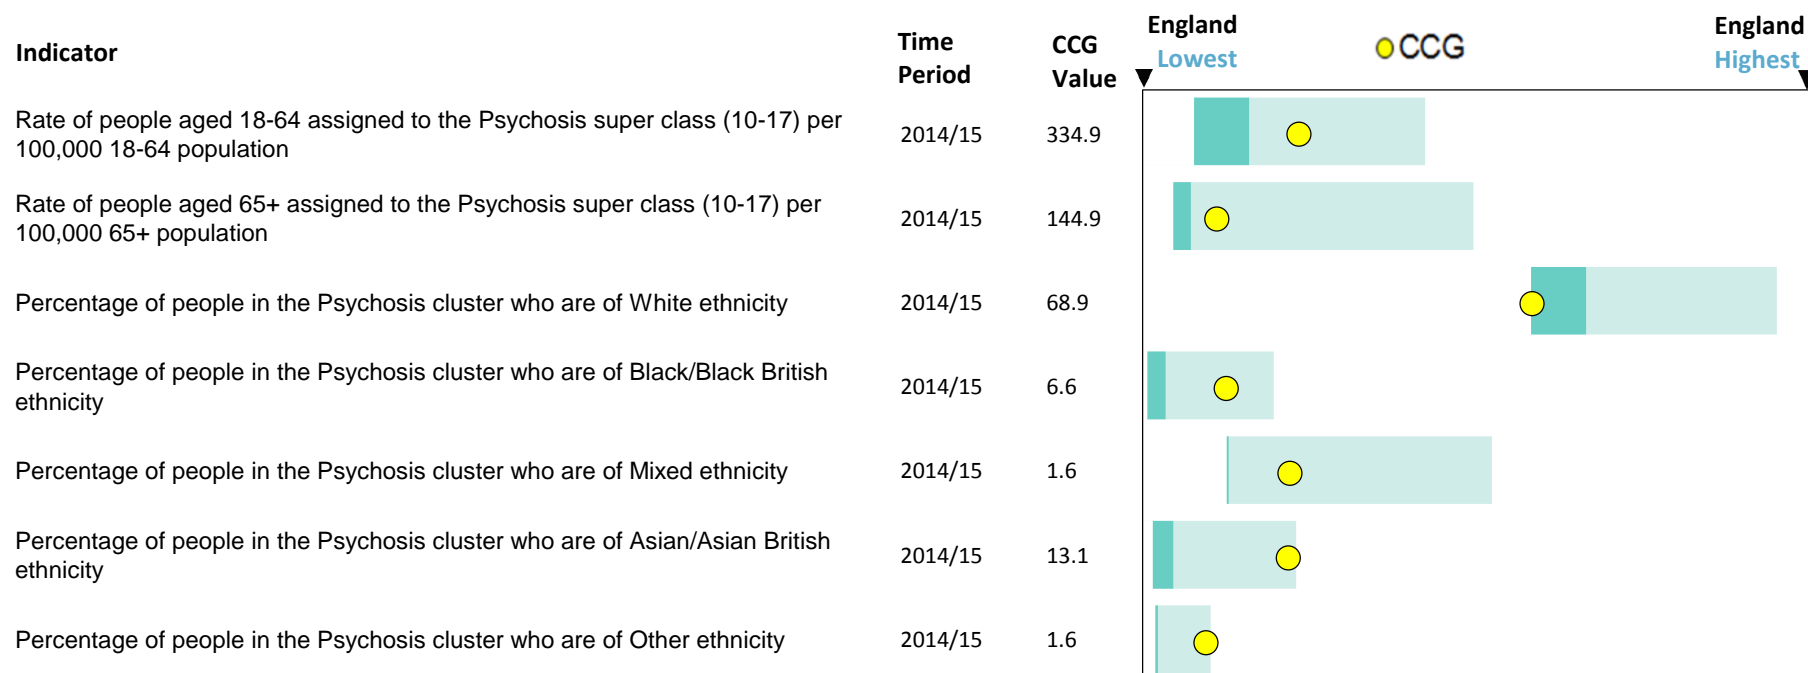 Indicator
Time
Period
CCG
Value
England
Lowest
CCG
England
Highest
Rate of people aged 18-64 assigned to the Psychosis super class (10-17) per
100,000 18-64 population
2014/15
334.9
Rate of people aged 65+ assigned to the Psychosis super class (10-17) per
100,000 65+ population
2014/15
144.9
Percentage of people in the Psychosis cluster who are of White ethnicity
2014/15
68.9
Percentage of people in the Psychosis cluster who are of Black/Black British
ethnicity
2014/15
6.6
Percentage of people in the Psychosis cluster who are of Mixed ethnicity
2014/15
1.6
Percentage of people in the Psychosis cluster who are of Asian/Asian British
ethnicity
2014/15
13.1
Percentage of people in the Psychosis cluster who are of Other ethnicity
2014/15
1.6